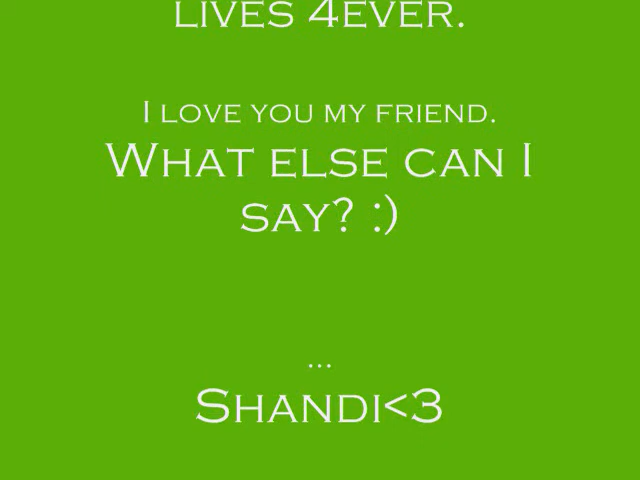 LIVES 4EVER.
I LOVE YOU MY FRIEND.
WHAT ELSE CAN I
SAY? :)
...
SHANDI<3